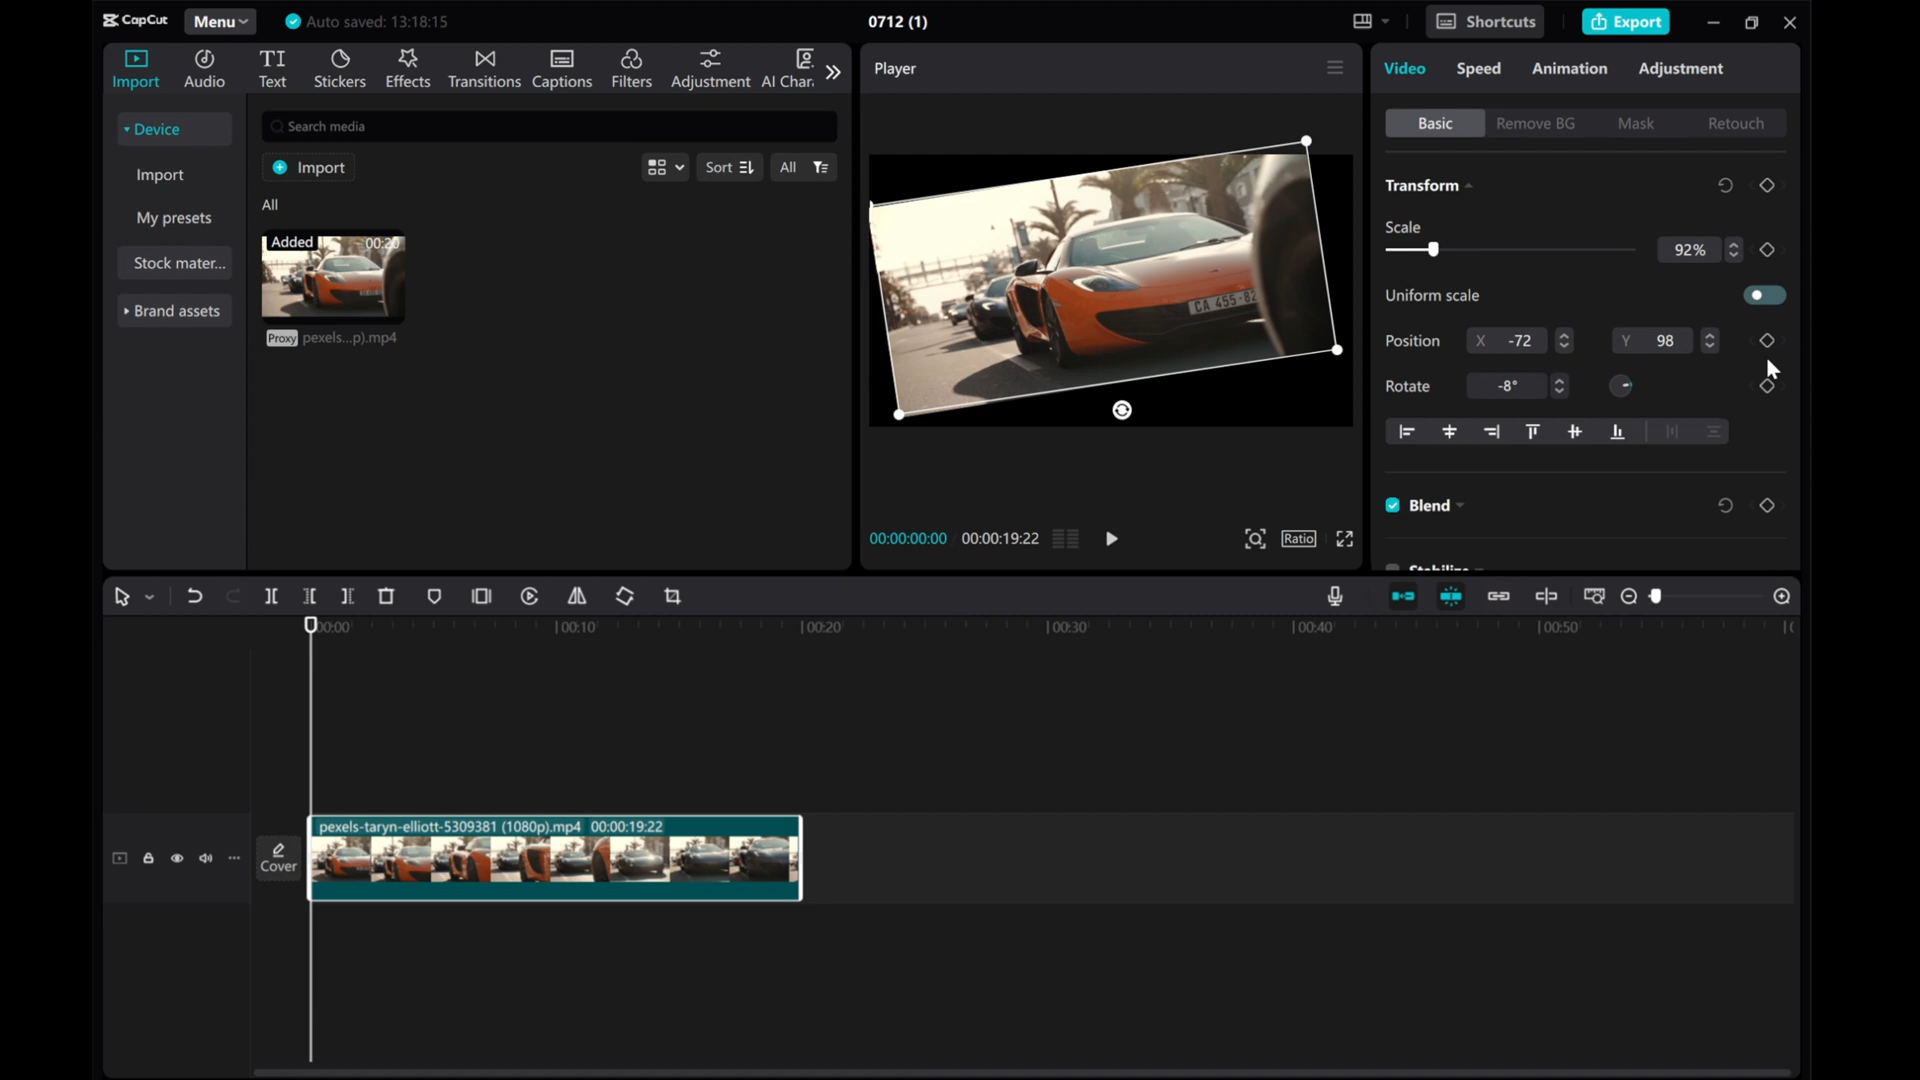 CapCut Menu Auto saved: 13:18:15 0712 (1) Shortcuts Export
Import Audio Text Stickers Effects Transitions Captions Filters Adjustment AI Char
Device
Import
My presets
Stock mater...
Brand assets
Search media
Import Sort All
All
Added 00:20
Proxy pexels...p).mp4
Player
CA 455-82
00:00:00:00 00:00:19:22 Ratio
Video Speed Animation Adjustment
Basic Remove BG Mask Retouch
Transform
Scale
92%
Uniform scale
Position X -72 Y 98
Rotate -8°
Blend
Stabilize
00:00 00:10 00:20 00:30 00:40 00:50
pexels-taryn-elliott-5309381 (1080p).mp4 00:00:19:22
Cover